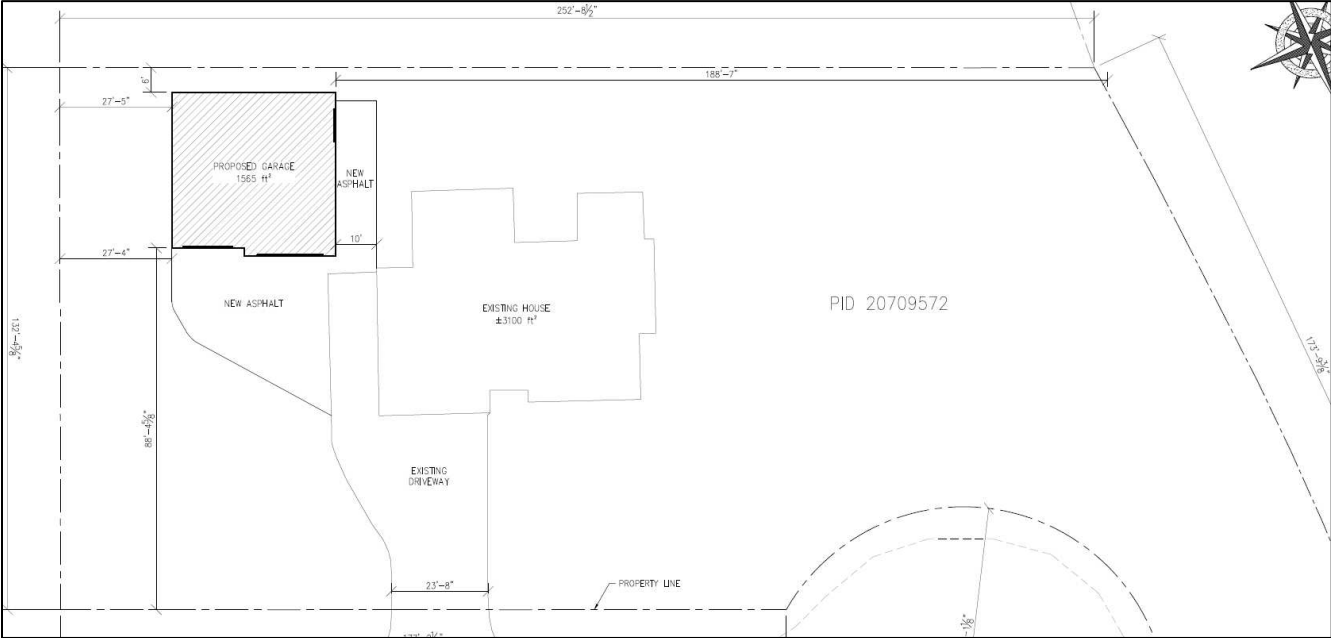 252'-8½"
188'-7"
6'
27'-5"
PROPOSED GARAGE
1565 ft²
NEW
ASPHALT
10'
27'-4"
NEW ASPHALT
EXISTING HOUSE
±3100 ft²
PID 20709572
132'-4⅝"
173'-9⅞"
88'-4⅝"
EXISTING
DRIVEWAY
23'-8"
PROPERTY LINE